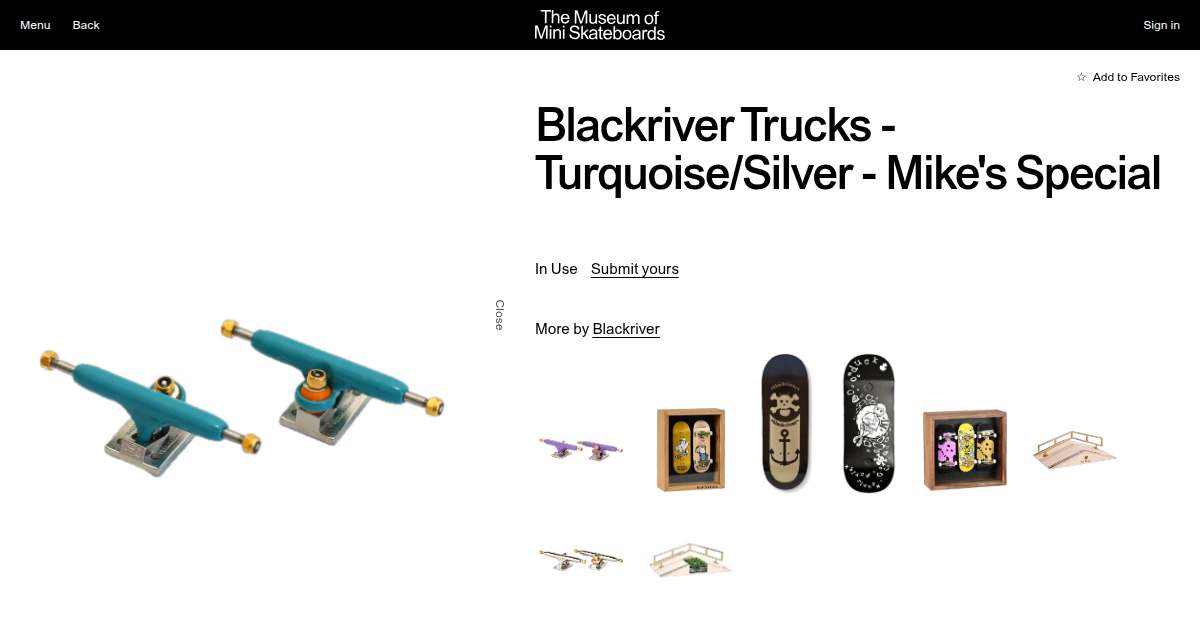 Menu
Back
The Museum of
Mini Skateboards
Sign in
☆ Add to Favorites
Blackriver Trucks -
Turquoise/Silver - Mike's Special
In Use
Submit yours
Close
More by Blackriver